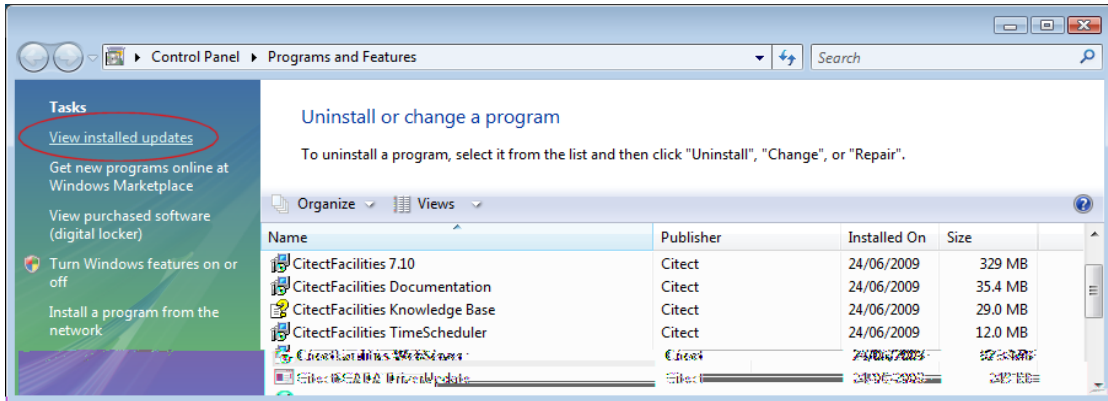 Control Panel Programs and Features Search
Tasks
View installed updates
Get new programs online at
Windows Marketplace
View purchased software
(digital locker)
Turn Windows features on or
off
Install a program from the
network
Uninstall or change a program
To uninstall a program, select it from the list and then click "Uninstall", "Change", or "Repair".
Organize Views
Name Publisher Installed On Size
CitectFacilities 7.10 Citect 24/06/2009 329 MB
CitectFacilities Documentation Citect 24/06/2009 35.4 MB
CitectFacilities Knowledge Base Citect 24/06/2009 29.0 MB
CitectFacilities TimeScheduler Citect 24/06/2009 12.0 MB